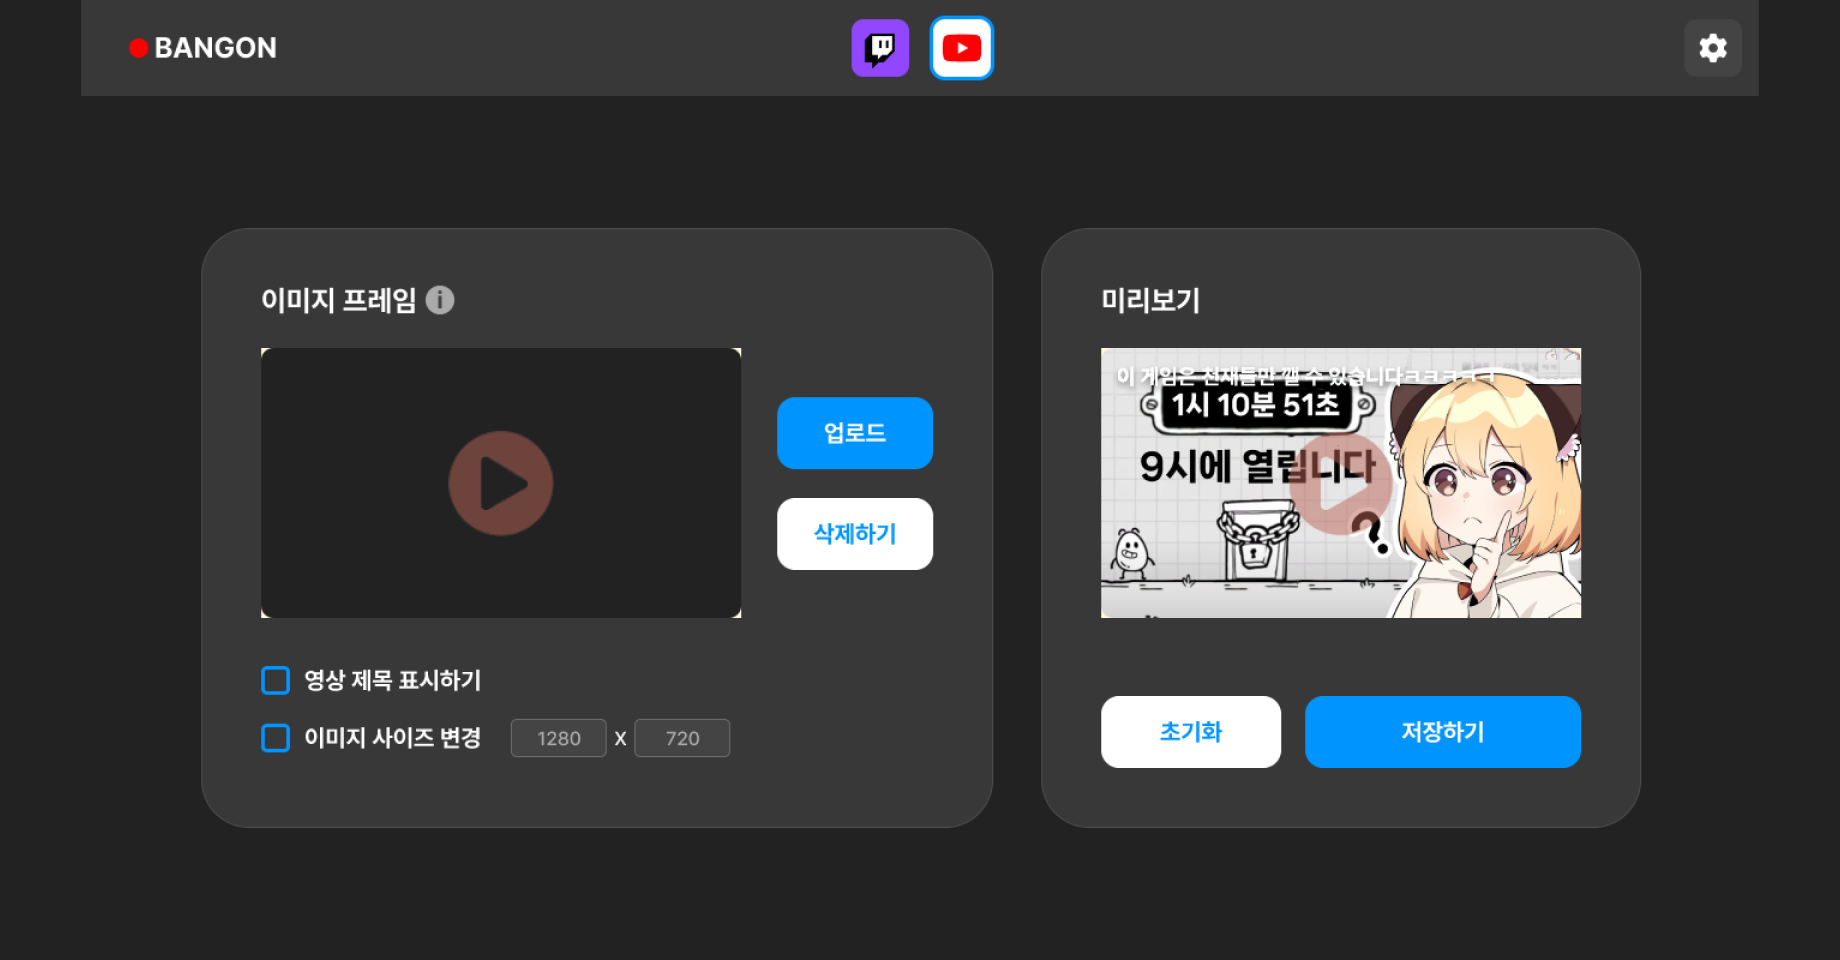 BANGON
이미지 프레임
업로드
삭제하기
영상 제목 표시하기
이미지 사이즈 변경 1280 X 720
미리보기
이 게임은 천재들만 깰 수 있습니다ㅋㅋㅋㅋㅋ
1시 10분 51초
9시에 열립니다
?
초기화
저장하기